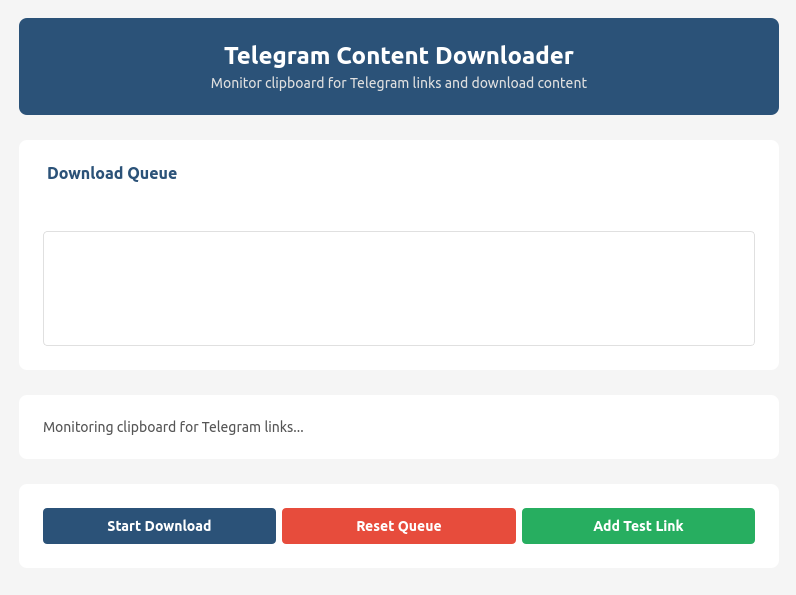 Telegram Content Downloader
Monitor clipboard for Telegram links and download content
Download Queue
Monitoring clipboard for Telegram links...
Start Download
Reset Queue
Add Test Link